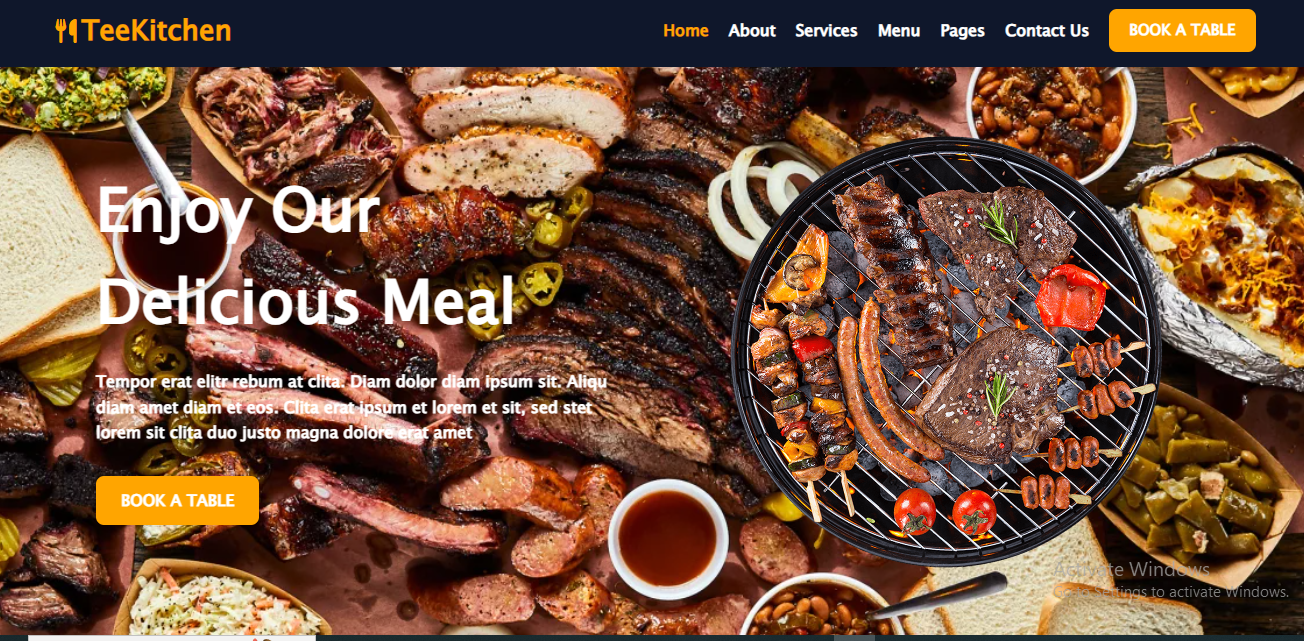 TeeKitchen
Home About Services Menu Pages Contact Us BOOK A TABLE
Enjoy Our
Delicious Meal
Tempor erat elitr rebum at clita. Diam dolor diam ipsum sit. Aliqu
diam amet diam et eos. Clita erat ipsum et lorem et sit, sed stet
lorem sit clita duo justo magna dolore erat amet
BOOK A TABLE
Activate Windows
Go to Settings to activate Windows.